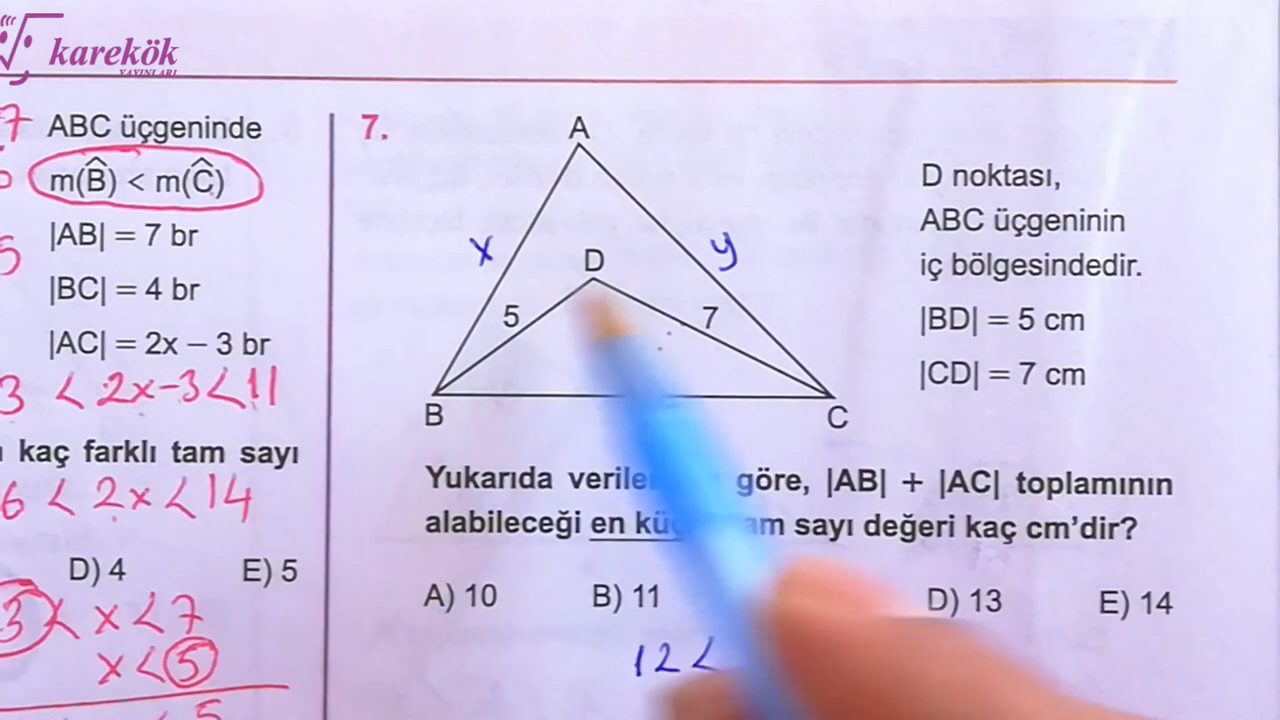 karekök
YAYINLARI
7
ABC üçgeninde
m(B̂) < m(Ĉ)
5
|AB| = 7 br
|BC| = 4 br
|AC| = 2x – 3 br
3 < 2x-3 < 11
kaç farklı tam sayı
6 < 2x < 14
D) 4 E) 5
3 < x < 7
x < 5
5
7.
A
x
y
D
5
7
B
C
D noktası,
ABC üçgeninin
iç bölgesindedir.
|BD| = 5 cm
|CD| = 7 cm
Yukarıda göre, |AB| + |AC| toplamının
alabileceği en sayı değeri kaç cm'dir?
A) 10 B) 11 D) 13 E) 14
12 <